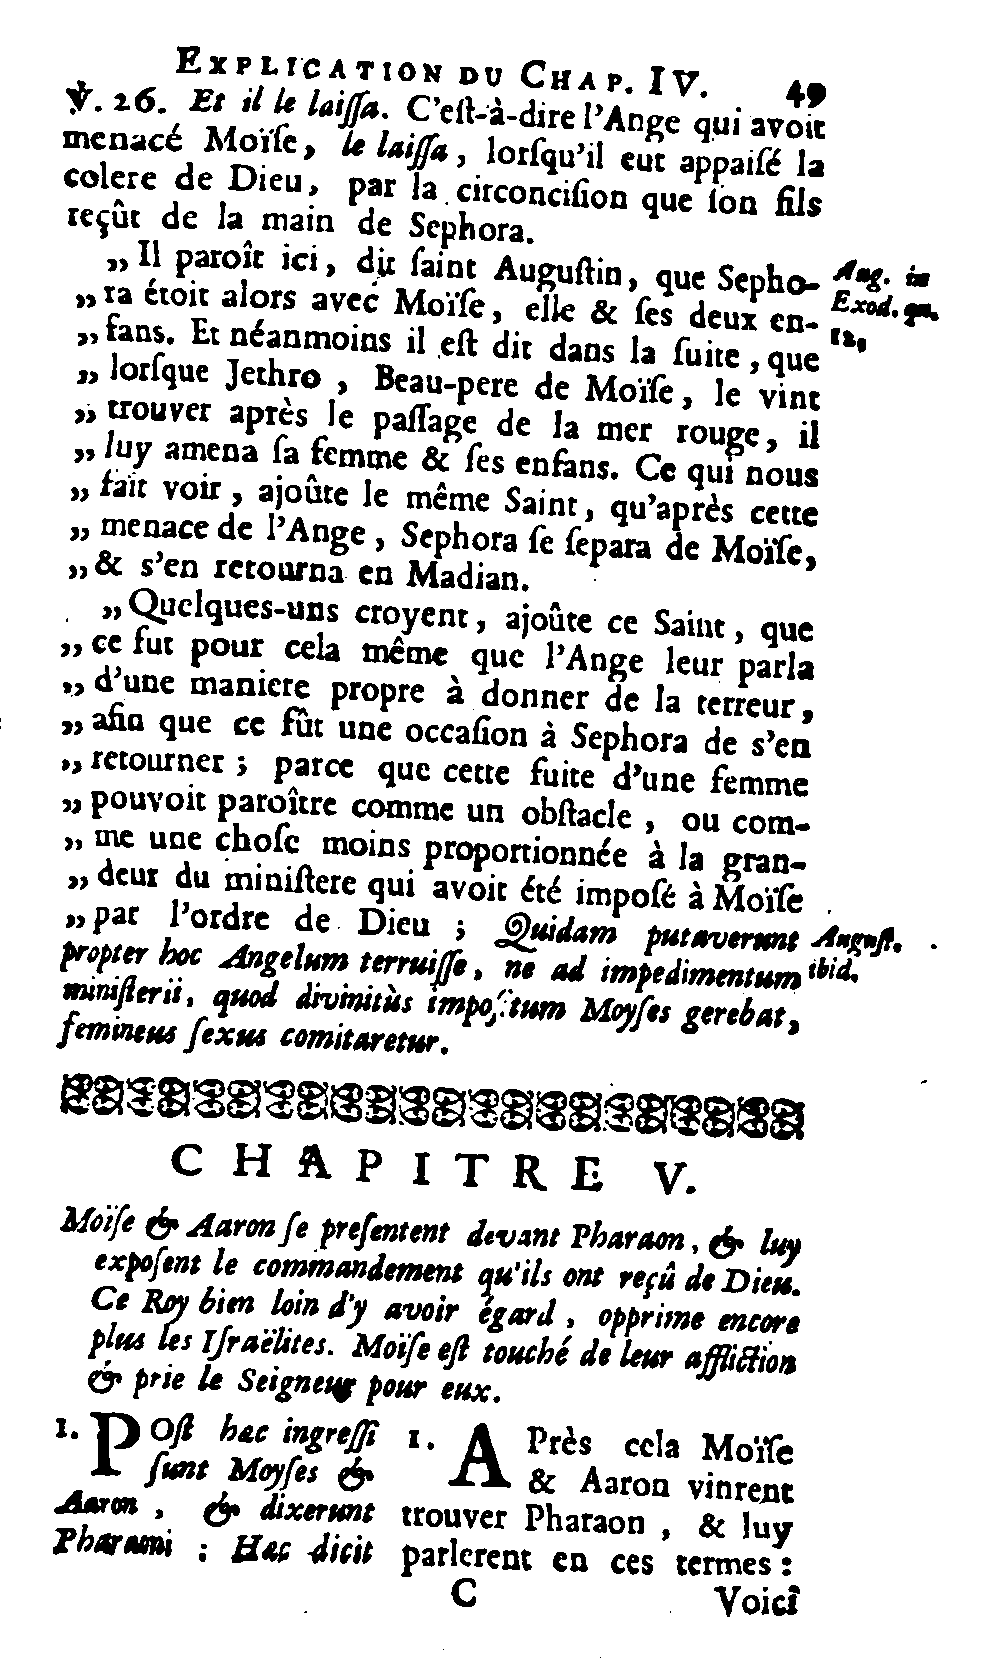 EXPLICATION DU CHAP. IV. 49
℣. 26. Et il le laiſſa. C'eſt-à-dire l'Ange qui avoit
menacé Moïſe, le laiſſa, lorſqu'il eut appaiſé la
colere de Dieu, par la circonciſion que ſon fils
reçût de la main de Sephora.
„ Il paroît ici, dit ſaint Auguſtin, que Sepho-
Aug. in
„ ra étoit alors avec Moïſe, elle & ſes deux en-
Exod. qu.
„ fans. Et néanmoins il eſt dit dans la ſuite, que
12.
„ lorſque Jethro, Beau-pere de Moïſe, le vint
„ trouver après le paſſage de la mer rouge, il
„ luy amena ſa femme & ſes enfans. Ce qui nous
„ fait voir, ajoûte le même Saint, qu'après cette
„ menace de l'Ange, Sephora ſe ſepara de Moïſe,
„ & s'en retourna en Madian.
„ Quelques-uns croyent, ajoûte ce Saint, que
„ ce fut pour cela même que l'Ange leur parla
„ d'une maniere propre à donner de la terreur,
„ afin que ce fût une occaſion à Sephora de s'en
„ retourner ; parce que cette fuite d'une femme
„ pouvoit paroître comme un obſtacle, ou com-
„ me une choſe moins proportionnée à la gran-
„ deur du miniſtere qui avoit été impoſé à Moïſe
„ par l'ordre de Dieu ; Quidam putaverunt
Auguſt.
propter hoc Angelum terruiſſe, ne ad impedimentum
ibid.
miniſterii, quod divinitùs impoſitum Moyſes gerebat,
femineus ſexus comitaretur.
CHAPITRE V.
Moïſe & Aaron ſe preſentent devant Pharaon, & luy
expoſent le commandement qu'ils ont reçû de Dieu.
Ce Roy bien loin d'y avoir égard, opprime encore
plus les Iſraëlites. Moïſe eſt touché de leur affliction
& prie le Seigneur pour eux.
1. POſt hæc ingreſſi
ſunt Moyſes &
Aaron, & dixerunt
Pharaoni ; Hæc dicit
1. APrès cela Moïſe
& Aaron vinrent
trouver Pharaon, & luy
parlerent en ces termes :
C
Voici